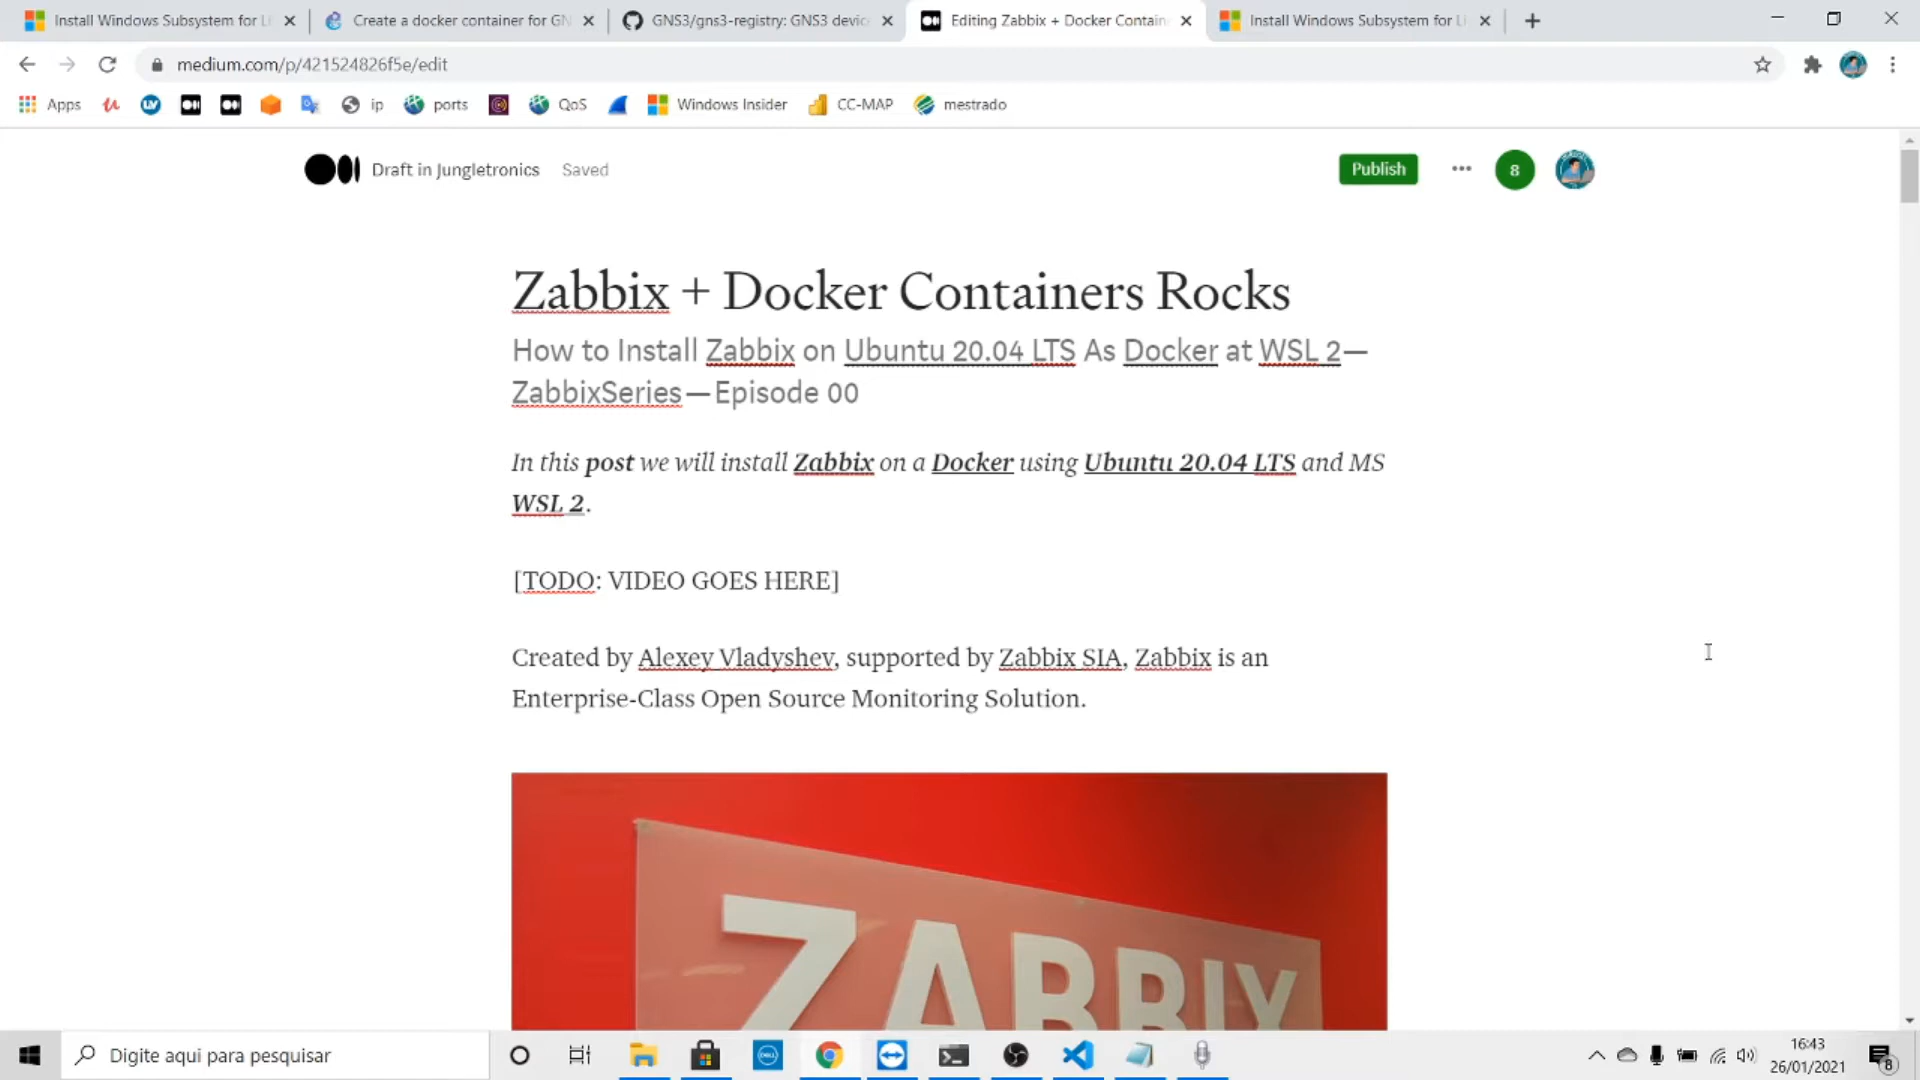 Install Windows Subsystem for Li
Create a docker container for GN
GNS3/gns3-registry: GNS3 devic
Editing Zabbix + Docker Contain
Install Windows Subsystem for Li
medium.com/p/421524826f5e/edit
Apps
ip
ports
QoS
Windows Insider
CC-MAP
mestrado
Draft in Jungletronics
Saved
Publish
8
Zabbix + Docker Containers Rocks
How to Install Zabbix on Ubuntu 20.04 LTS As Docker at WSL 2—
ZabbixSeries — Episode 00
In this post we will install Zabbix on a Docker using Ubuntu 20.04 LTS and MS
WSL 2.
[TODO: VIDEO GOES HERE]
Created by Alexey Vladyshev, supported by Zabbix SIA, Zabbix is an
Enterprise-Class Open Source Monitoring Solution.
ZABBIX
Digite aqui para pesquisar
DELL
16:43
26/01/2021
8